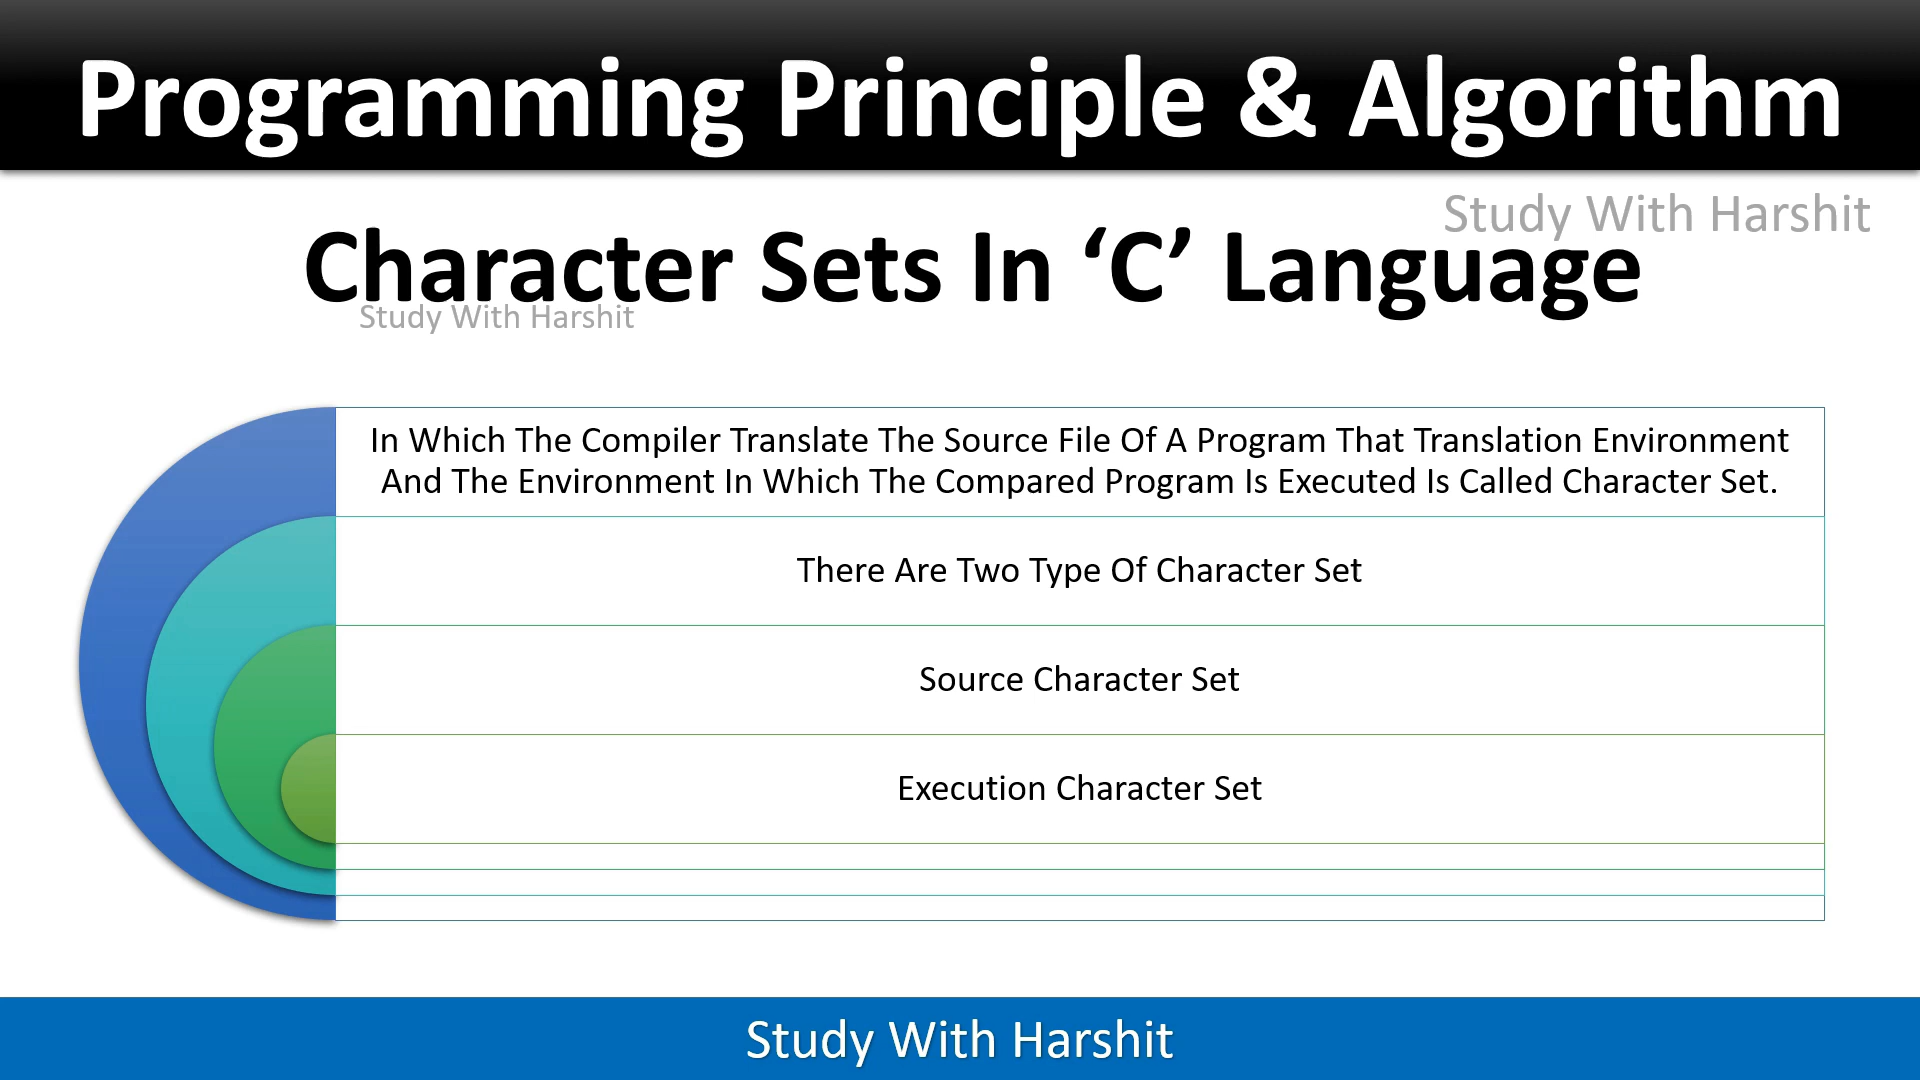 Programming Principle & Algorithm
Study With Harshit
Character Sets In ‘C’ Language
Study With Harshit
In Which The Compiler Translate The Source File Of A Program That Translation Environment
And The Environment In Which The Compared Program Is Executed Is Called Character Set.
There Are Two Type Of Character Set
Source Character Set
Execution Character Set
Study With Harshit